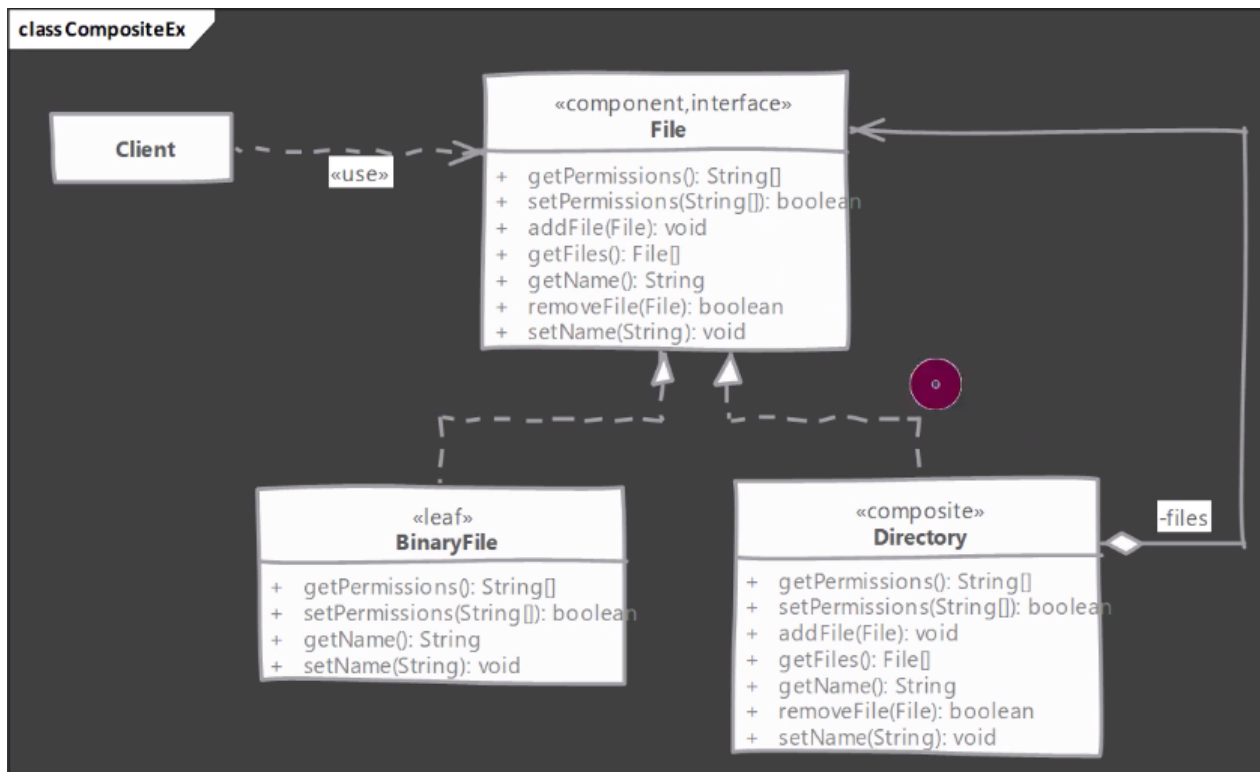 class CompositeEx
Client
«use»
«component,interface»
File
+ getPermissions(): String[]
+ setPermissions(String[]): boolean
+ addFile(File): void
+ getFiles(): File[]
+ getName(): String
+ removeFile(File): boolean
+ setName(String): void
«leaf»
BinaryFile
+ getPermissions(): String[]
+ setPermissions(String[]): boolean
+ getName(): String
+ setName(String): void
«composite»
Directory
+ getPermissions(): String[]
+ setPermissions(String[]): boolean
+ addFile(File): void
+ getFiles(): File[]
+ getName(): String
+ removeFile(File): boolean
+ setName(String): void
-files